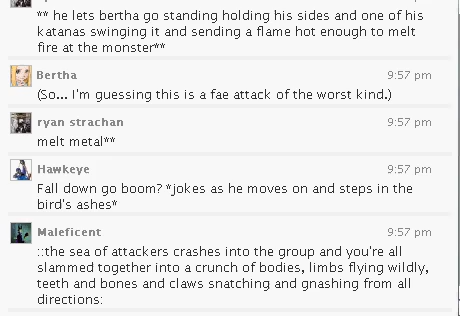 ** he lets bertha go standing holding his sides and one of his
katanas swinging it and sending a flame hot enough to melt
fire at the monster**
Bertha 9:57 pm
(So... I'm guessing this is a fae attack of the worst kind.)
ryan strachan 9:57 pm
melt metal**
Hawkeye 9:57 pm
Fall down go boom? *jokes as he moves on and steps in the
bird's ashes*
Maleficent 9:57 pm
::the sea of attackers crashes into the group and you're all
slammed together into a crunch of bodies, limbs flying wildly,
teeth and bones and claws snatching and gnashing from all
directions: